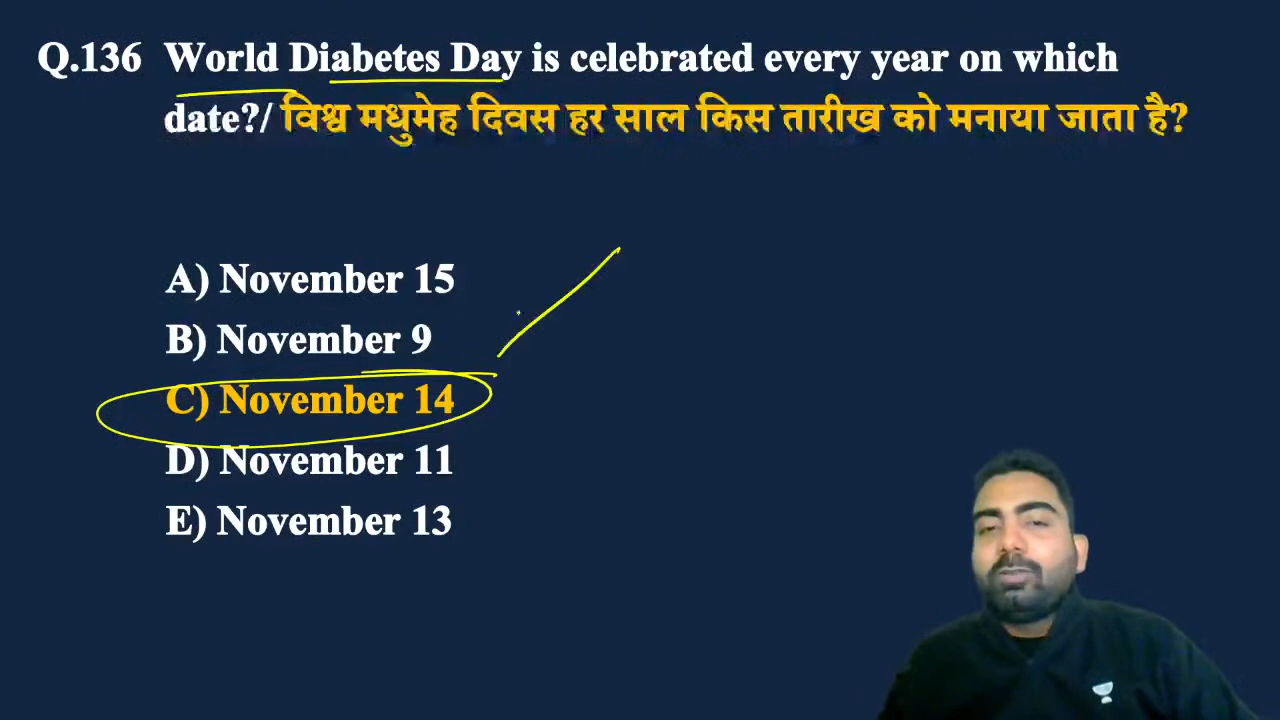 Q.136 World Diabetes Day is celebrated every year on which
date?/ विश्व मधुमेह दिवस हर साल किस तारीख को मनाया जाता है?
A) November 15
B) November 9
C) November 14
D) November 11
E) November 13